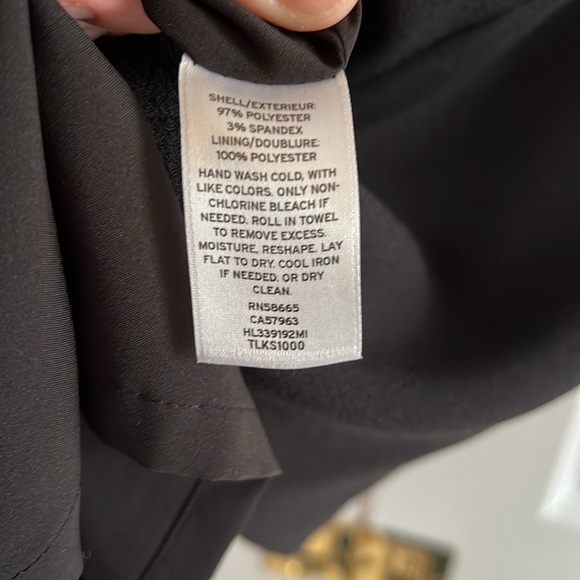 SHELL/EXTERIEUR:
97% POLYESTER
3% SPANDEX
LINING/DOUBLURE:
100% POLYESTER
HAND WASH COLD, WITH
LIKE COLORS. ONLY NON-
CHLORINE BLEACH IF
NEEDED. ROLL IN TOWEL
TO REMOVE EXCESS.
MOISTURE, RESHAPE. LAY
FLAT TO DRY. COOL IRON
IF NEEDED. OR DRY
CLEAN.
RN58665
CA57963
HL339192MI
TLKS1000